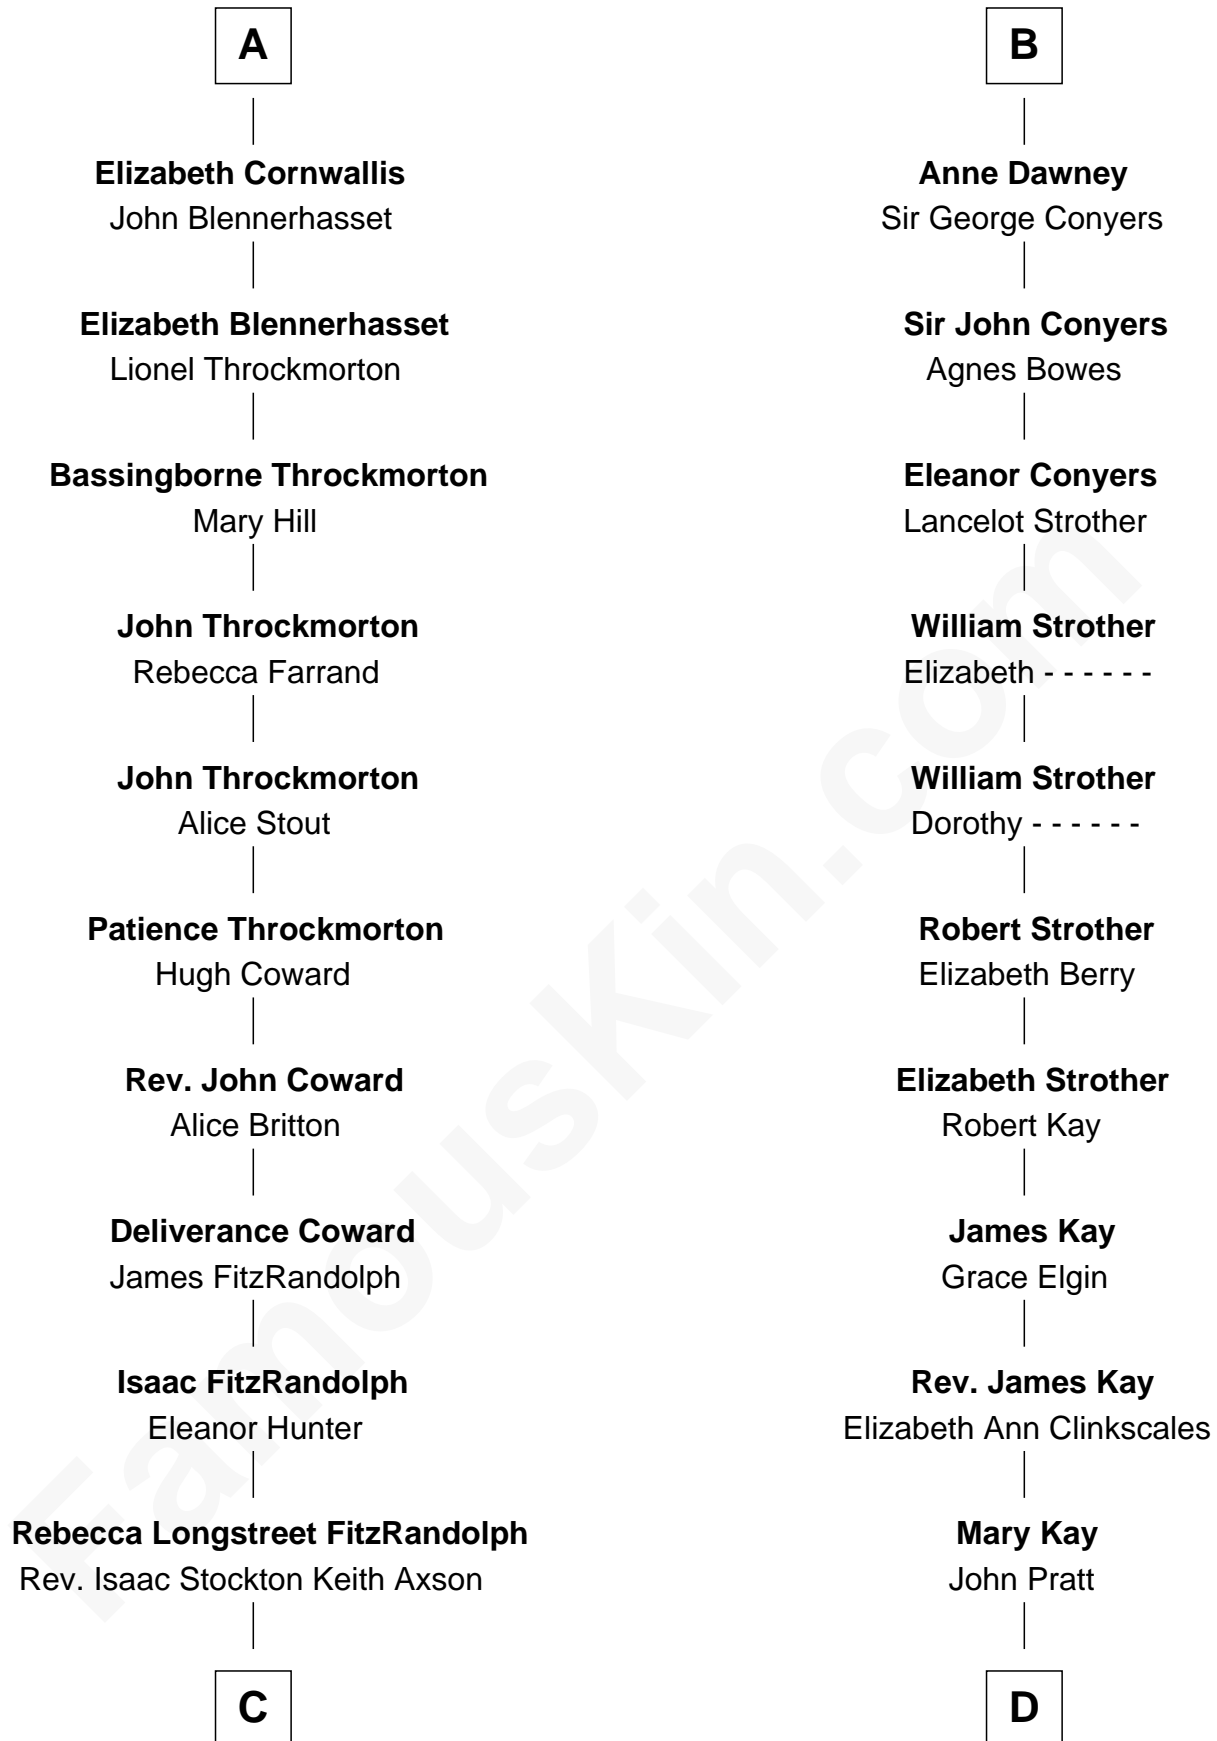 A
Elizabeth Cornwallis
John Blennerhasset
Elizabeth Blennerhasset
Lionel Throckmorton
Bassingborne Throckmorton
Mary Hill
John Throckmorton
Rebecca Farrand
John Throckmorton
Alice Stout
Patience Throckmorton
Hugh Coward
Rev. John Coward
Alice Britton
Deliverance Coward
James FitzRandolph
Isaac FitzRandolph
Eleanor Hunter
Rebecca Longstreet FitzRandolph
Rev. Isaac Stockton Keith Axson
C
B
Anne Dawney
Sir George Conyers
Sir John Conyers
Agnes Bowes
Eleanor Conyers
Lancelot Strother
William Strother
Elizabeth - - - - - -
William Strother
Dorothy - - - - - -
Robert Strother
Elizabeth Berry
Elizabeth Strother
Robert Kay
James Kay
Grace Elgin
Rev. James Kay
Elizabeth Ann Clinkscales
Mary Kay
John Pratt
D
FamousKin.com